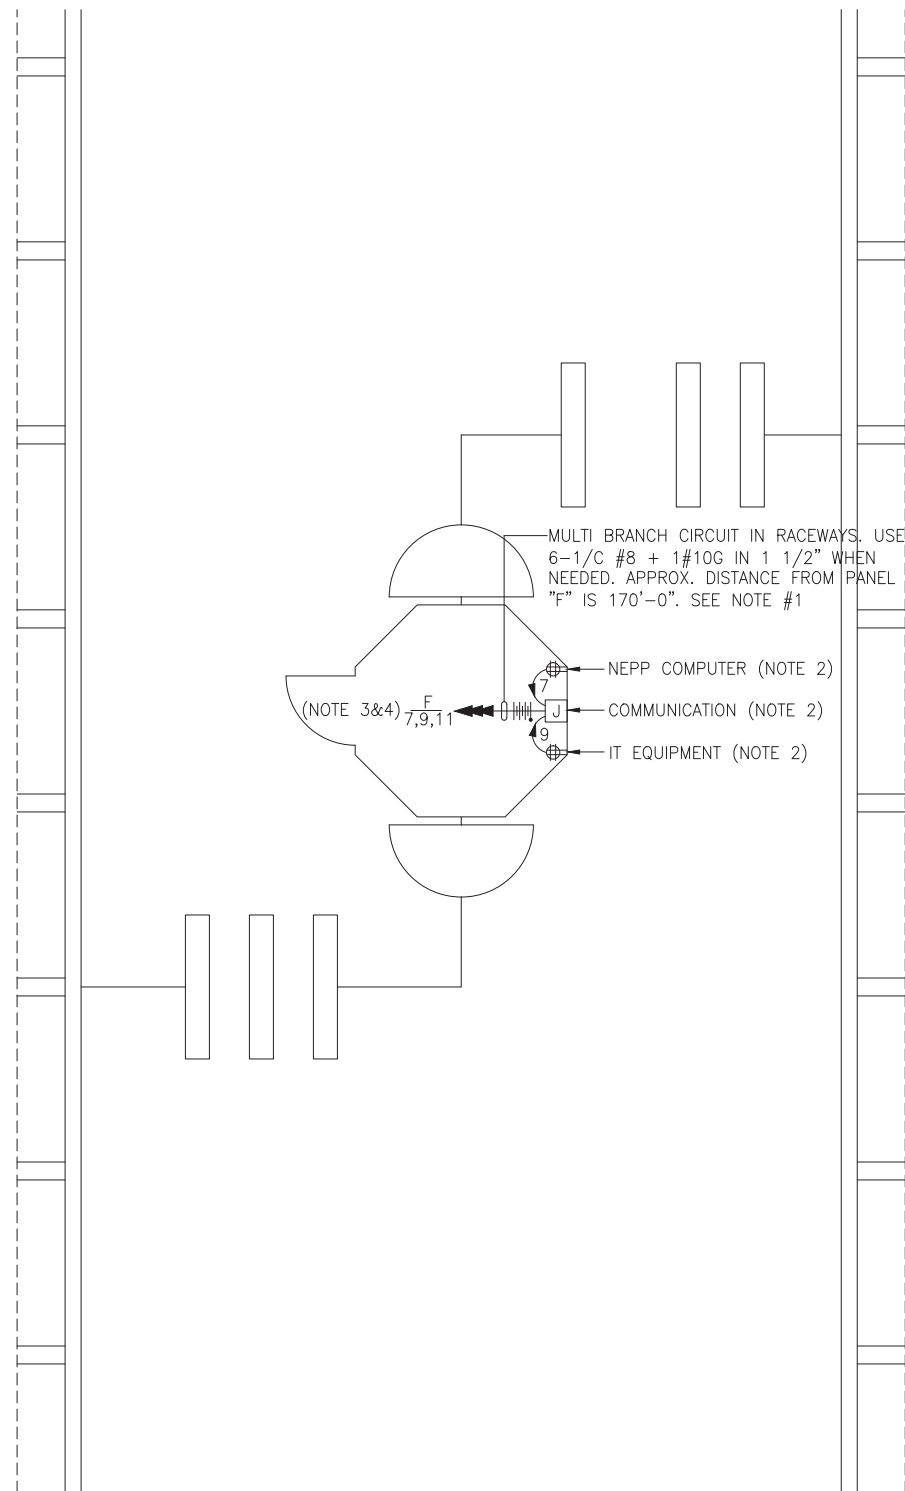 MULTI BRANCH CIRCUIT IN RACEWAYS. USE
6-1/C #8 + 1#10G IN 1 1/2" WHEN
NEEDED. APPROX. DISTANCE FROM PANEL
"F" IS 170'-0". SEE NOTE #1
NEPP COMPUTER (NOTE 2)
7
(NOTE 3&4) F
7,9,11
J
COMMUNICATION (NOTE 2)
9
IT EQUIPMENT (NOTE 2)